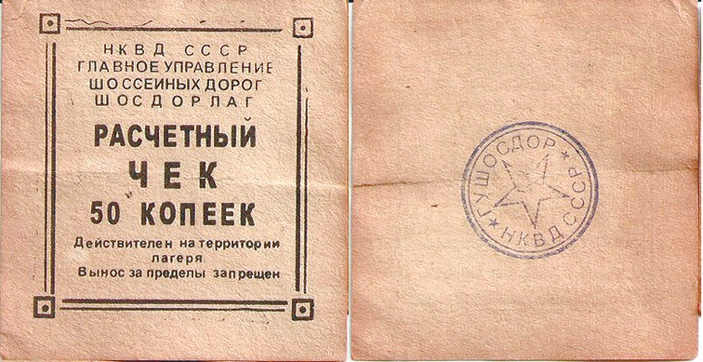 НКВД СССР
ГЛАВНОЕ УПРАВЛЕНИЕ
ШОССЕИНЫХ ДОРОГ
ШОСДОРЛАГ
РАСЧЕТНЫЙ
ЧЕК
50 КОПЕЕК
Действителен на территории
лагеря
Вынос за пределы запрещен
★ ГУШОСДОР ★
НКВД СССР